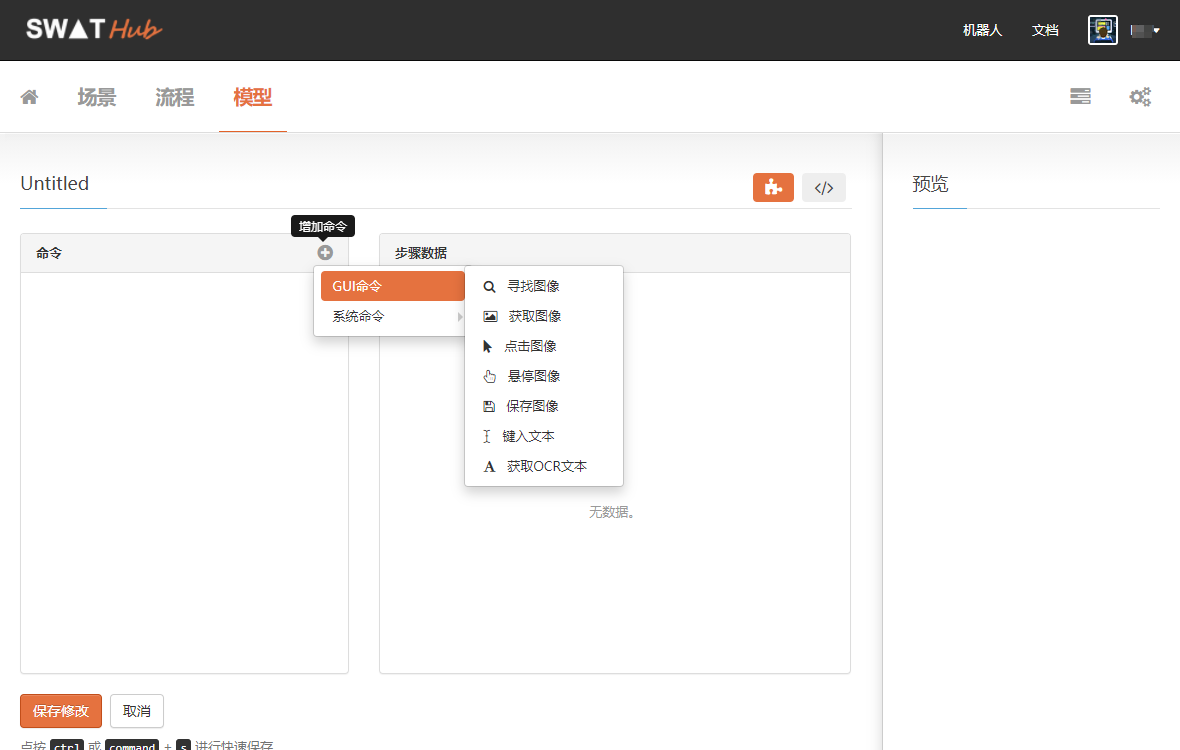 SWAT Hub
机器人 文档
场景 流程 模型
Untitled
预览
增加命令
命令
步骤数据
GUI命令
系统命令
寻找图像
获取图像
点击图像
悬停图像
保存图像
键入文本
获取OCR文本
无数据。
保存修改 取消
点按 ctrl 或 command + s 进行快速保存